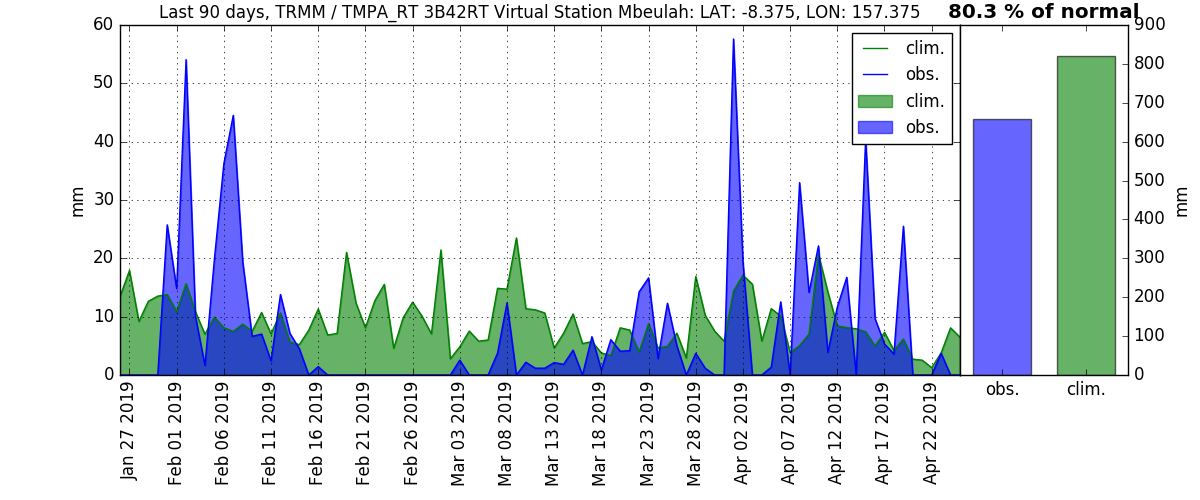 Last 90 days, TRMM / TMPA_RT 3B42RT Virtual Station Mbeulah: LAT: -8.375, LON: 157.375
80.3 % of normal
60
50
40
30
20
10
0
mm
clim.
obs.
clim.
obs.
900
800
700
600
500
400
300
200
100
0
mm
obs.
clim.
Jan 27 2019
Feb 01 2019
Feb 06 2019
Feb 11 2019
Feb 16 2019
Feb 21 2019
Feb 26 2019
Mar 03 2019
Mar 08 2019
Mar 13 2019
Mar 18 2019
Mar 23 2019
Mar 28 2019
Apr 02 2019
Apr 07 2019
Apr 12 2019
Apr 17 2019
Apr 22 2019